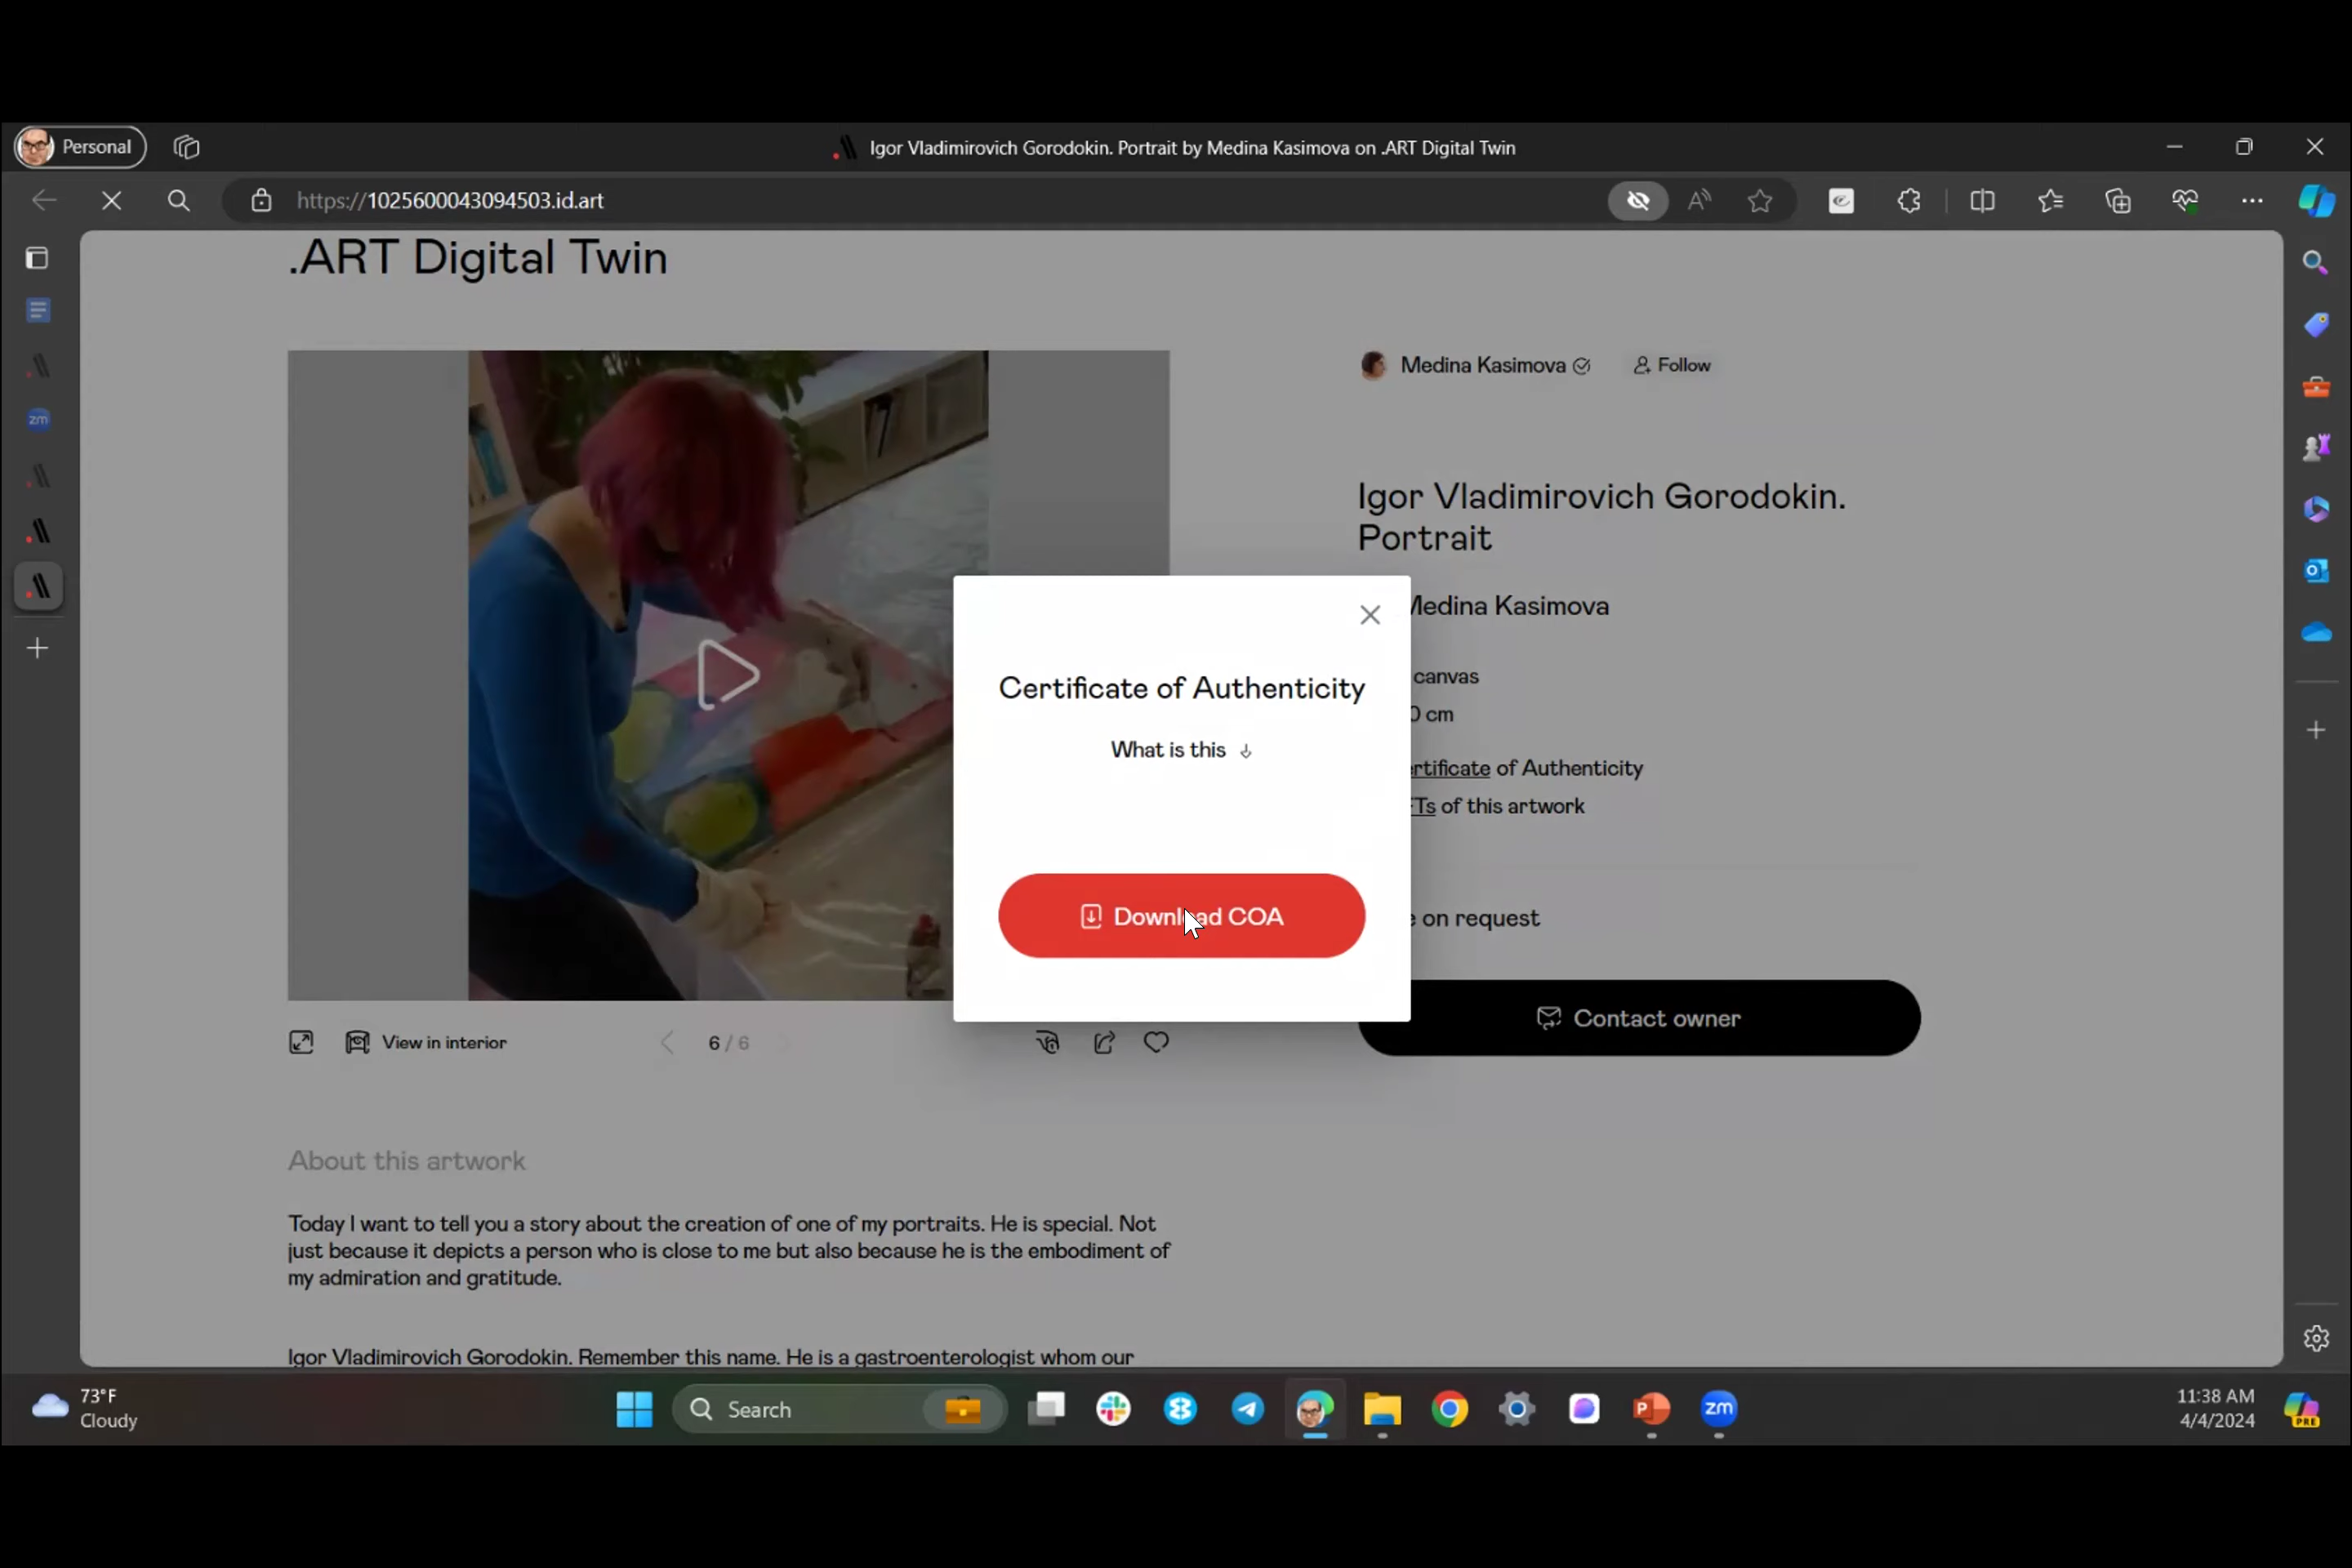 Personal
Igor Vladimirovich Gorodokin. Portrait by Medina Kasimova on .ART Digital Twin
https://1025600043094503.id.art
.ART Digital Twin
Medina Kasimova
Follow
Igor Vladimirovich Gorodokin.
Portrait
Medina Kasimova
canvas
0 cm
Certificate of Authenticity
What is this
Download COA
ertificate of Authenticity
Ts of this artwork
on request
Contact owner
View in interior
6 / 6
About this artwork
Today I want to tell you a story about the creation of one of my portraits. He is special. Not
just because it depicts a person who is close to me but also because he is the embodiment of
my admiration and gratitude.
Igor Vladimirovich Gorodokin. Remember this name. He is a gastroenterologist whom our
73°F
Cloudy
Search
zm
11:38 AM
4/4/2024
PRE